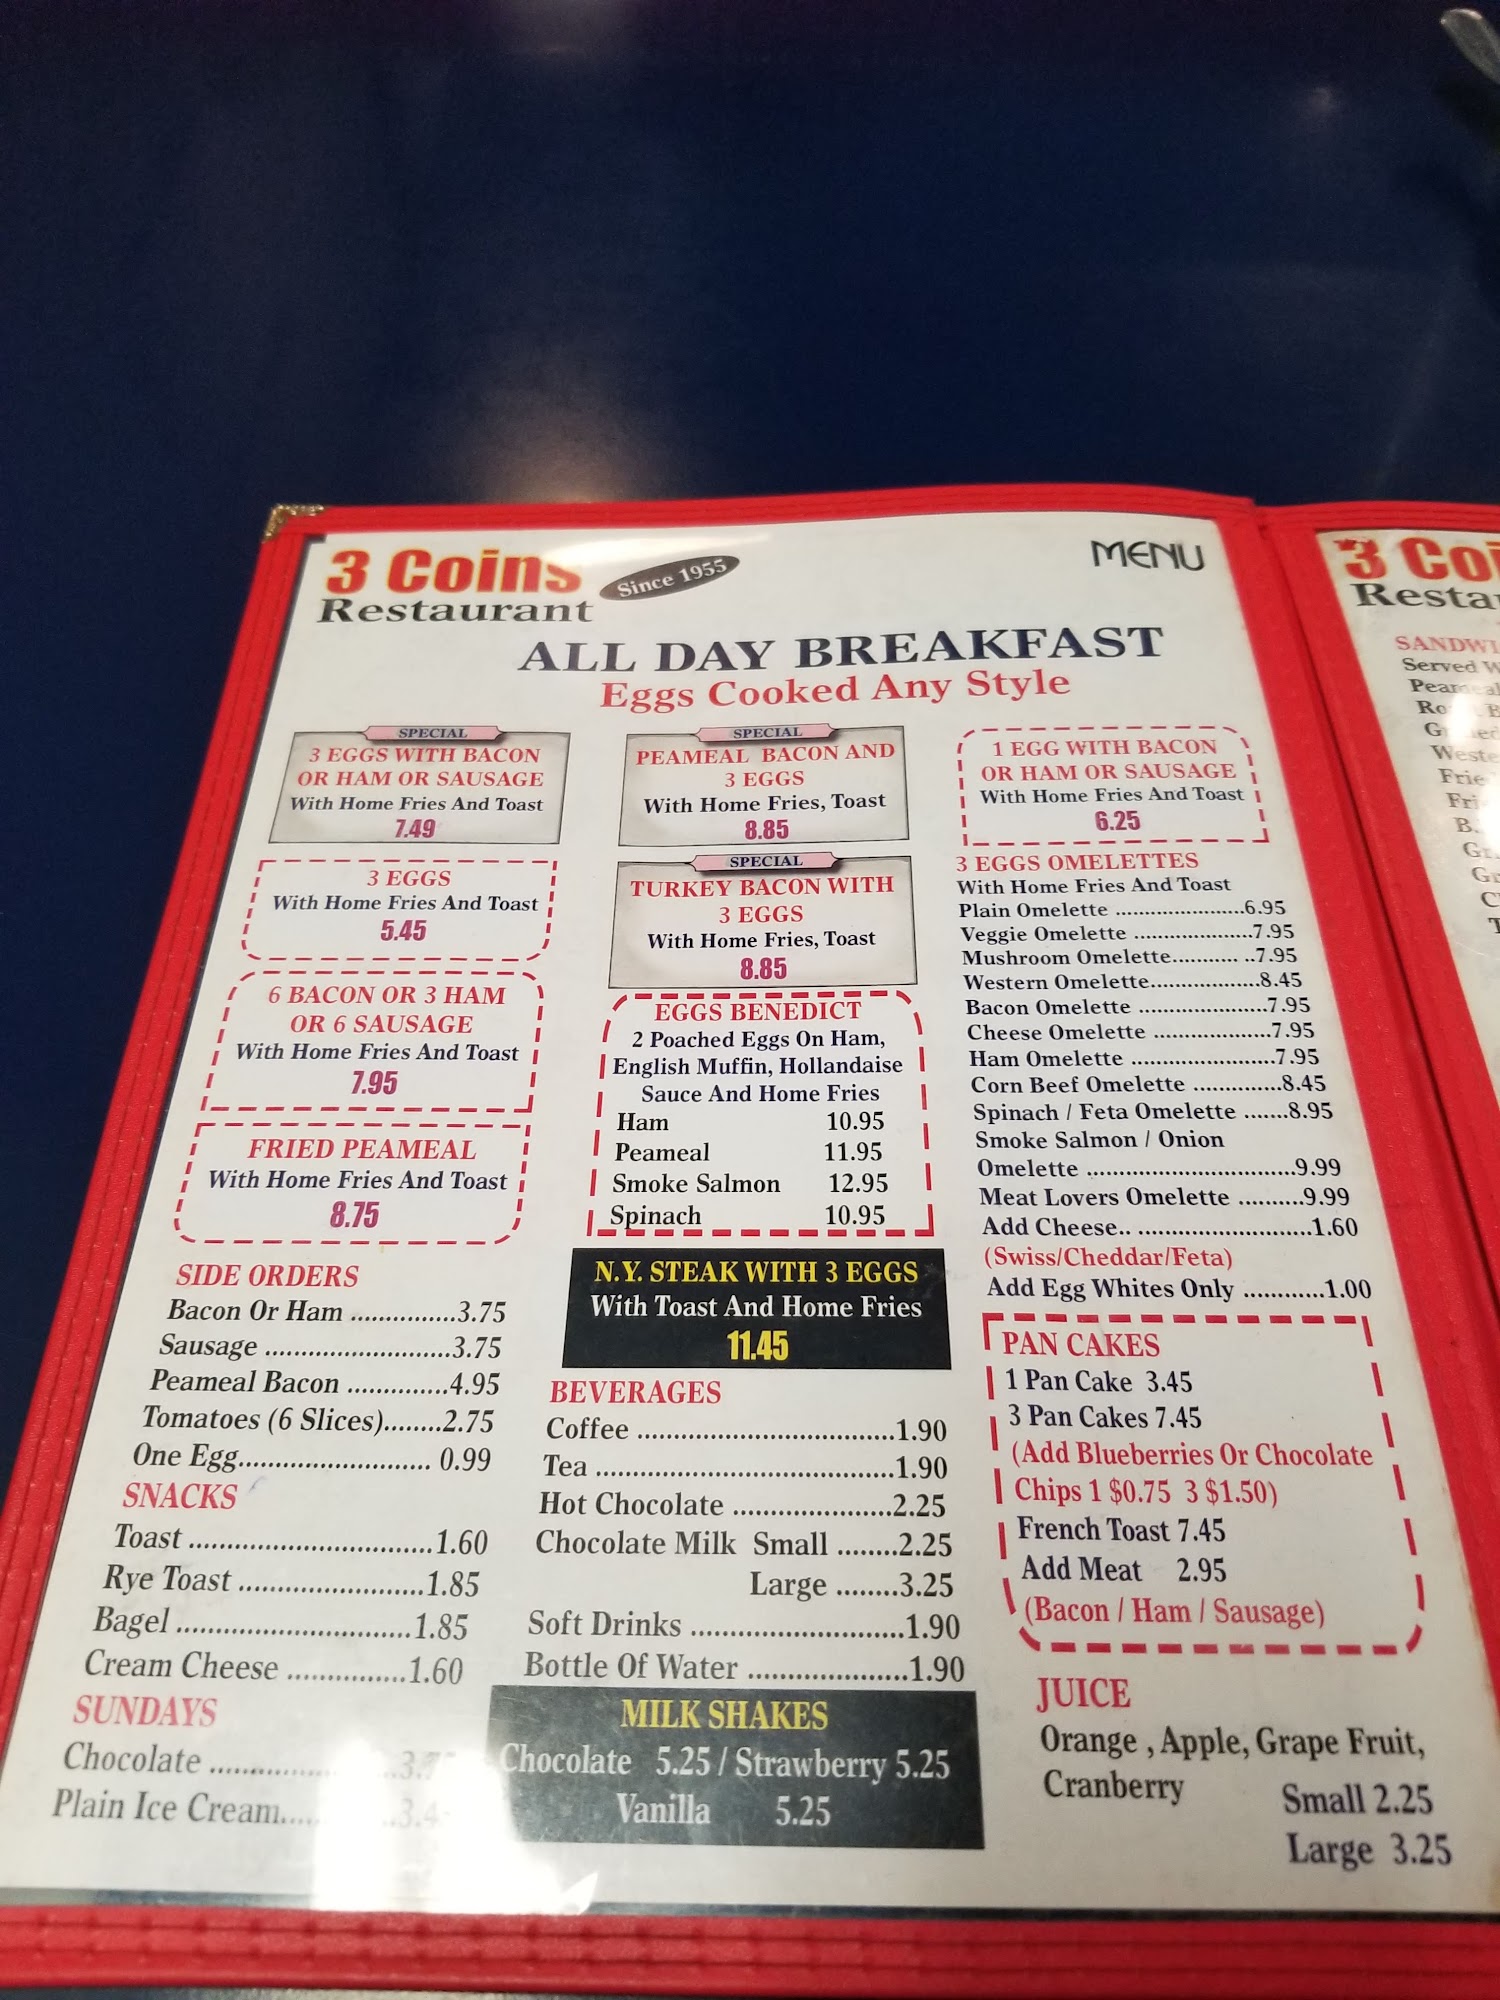 3 Coins
Restaurant
Since 1955
MENU
ALL DAY BREAKFAST
Eggs Cooked Any Style
SPECIAL
3 EGGS WITH BACON
OR HAM OR SAUSAGE
With Home Fries And Toast
7.49
3 EGGS
With Home Fries And Toast
5.45
6 BACON OR 3 HAM
OR 6 SAUSAGE
With Home Fries And Toast
7.95
FRIED PEAMEAL
With Home Fries And Toast
8.75
SIDE ORDERS
Bacon Or Ham ................3.75
Sausage ............................3.75
Peameal Bacon ...............4.95
Tomatoes (6 Slices)........2.75
One Egg............................. 0.99
SNACKS
Toast ...................................1.60
Rye Toast ..........................1.85
Bagel .................................1.85
Cream Cheese .................1.60
SUNDAYS
Chocolate
Plain Ice Cream
SPECIAL
PEAMEAL BACON AND
3 EGGS
With Home Fries, Toast
8.85
SPECIAL
TURKEY BACON WITH
3 EGGS
With Home Fries, Toast
8.85
EGGS BENEDICT
2 Poached Eggs On Ham,
English Muffin, Hollandaise
Sauce And Home Fries
Ham 10.95
Peameal 11.95
Smoke Salmon 12.95
Spinach 10.95
N.Y. STEAK WITH 3 EGGS
With Toast And Home Fries
11.45
BEVERAGES
Coffee ......................................1.90
Tea ............................................1.90
Hot Chocolate .......................2.25
Chocolate Milk Small ........2.25
Large ........3.25
Soft Drinks .............................1.90
Bottle Of Water .....................1.90
MILK SHAKES
Chocolate 5.25 / Strawberry 5.25
Vanilla 5.25
1 EGG WITH BACON
OR HAM OR SAUSAGE
With Home Fries And Toast
6.25
3 EGGS OMELETTES
With Home Fries And Toast
Plain Omelette ......................6.95
Veggie Omelette ....................7.95
Mushroom Omelette........... ..7.95
Western Omelette...................8.45
Bacon Omelette ......................7.95
Cheese Omelette .....................7.95
Ham Omelette .........................7.95
Corn Beef Omelette ..............8.45
Spinach / Feta Omelette .......8.95
Smoke Salmon / Onion
Omelette .................................9.99
Meat Lovers Omelette ..........9.99
Add Cheese.. ...........................1.60
(Swiss/Cheddar/Feta)
Add Egg Whites Only ............1.00
PAN CAKES
1 Pan Cake 3.45
3 Pan Cakes 7.45
(Add Blueberries Or Chocolate
Chips 1 $0.75 3 $1.50)
French Toast 7.45
Add Meat 2.95
(Bacon / Ham / Sausage)
JUICE
Orange , Apple, Grape Fruit,
Cranberry
Small 2.25
Large 3.25
3
Served